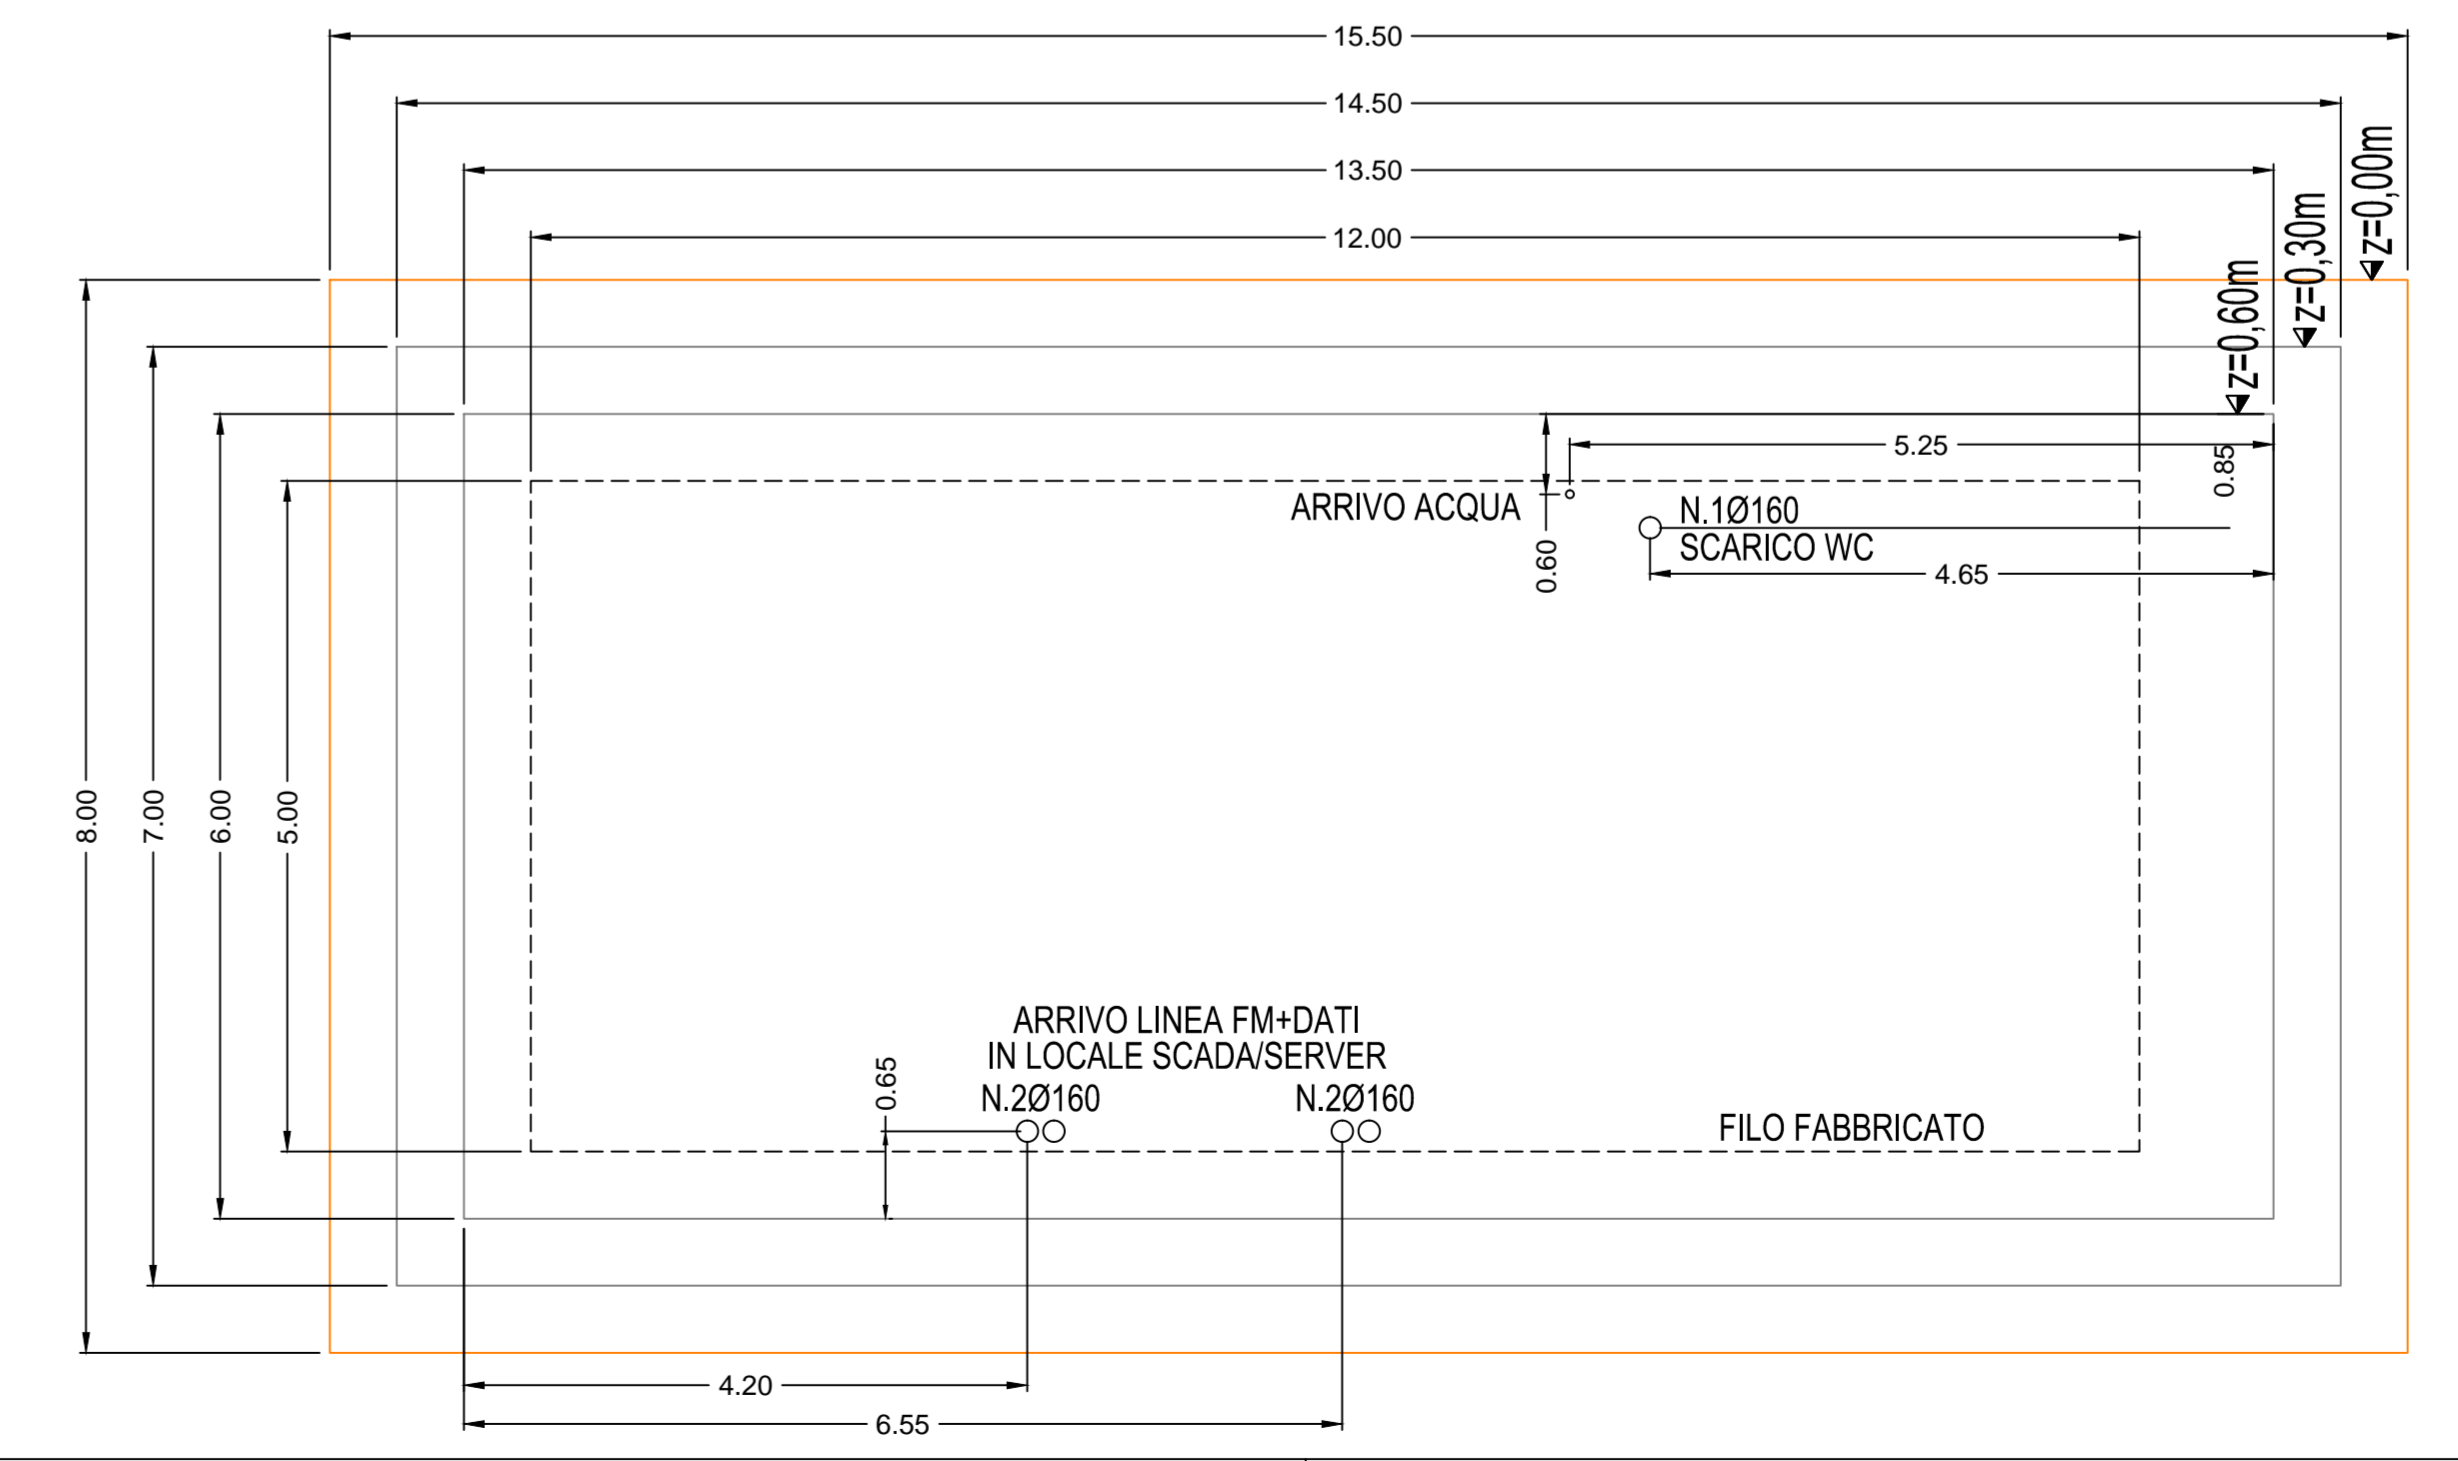 15.50
14.50
13.50
12.00
z=0,00m
z=0,30m
z=0,60m
5.25
0.85
ARRIVO ACQUA
N.1Ø160
SCARICO WC
0.60
4.65
8.00
7.00
6.00
5.00
ARRIVO LINEA FM+DATI
IN LOCALE SCADA/SERVER
0.65
N.2Ø160
N.2Ø160
FILO FABBRICATO
4.20
6.55